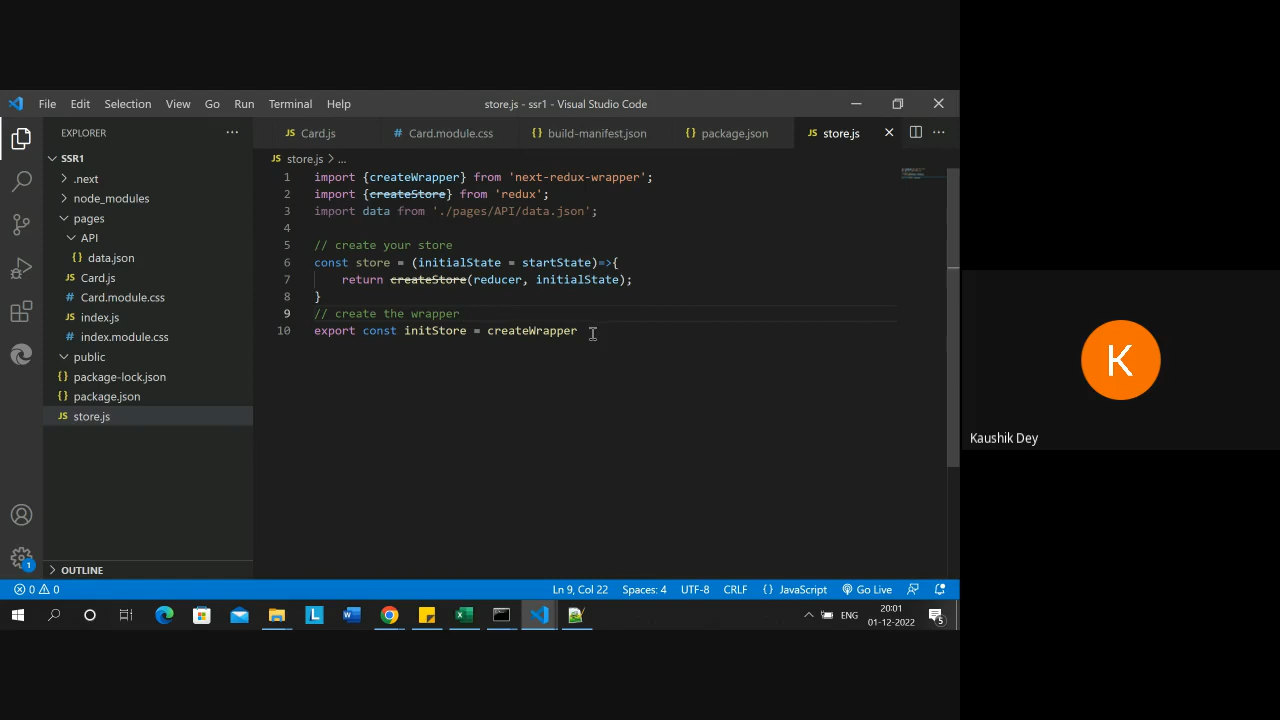 File Edit Selection View Go Run Terminal Help
store.js - ssr1 - Visual Studio Code
EXPLORER
SSR1
.next
node_modules
pages
API
{} data.json
JS Card.js
# Card.module.css
JS index.js
# index.module.css
public
{} package-lock.json
{} package.json
JS store.js
OUTLINE
JS Card.js
# Card.module.css
{} build-manifest.json
{} package.json
JS store.js
JS store.js > ...
1 import {createWrapper} from 'next-redux-wrapper';
2 import {createStore} from 'redux';
3 import data from './pages/API/data.json';
4
5 // create your store
6 const store = (initialState = startState)=>{
7 return createStore(reducer, initialState);
8 }
9 // create the wrapper
10 export const initStore = createWrapper
1
0 0
Ln 9, Col 22 Spaces: 4 UTF-8 CRLF {} JavaScript Go Live
L
ENG
20:01
01-12-2022
5
K
Kaushik Dey